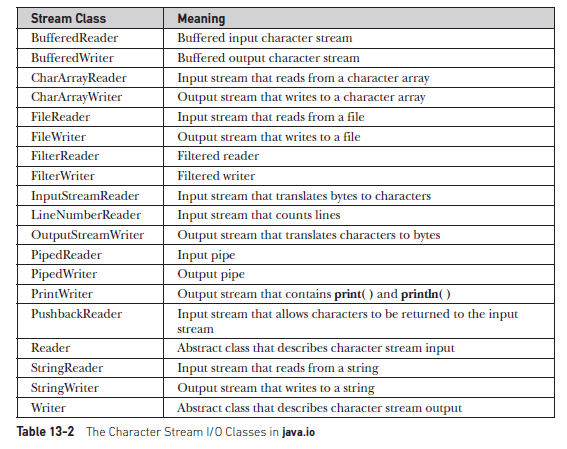 Stream Class Meaning
BufferedReader Buffered input character stream
BufferedWriter Buffered output character stream
CharArrayReader Input stream that reads from a character array
CharArrayWriter Output stream that writes to a character array
FileReader Input stream that reads from a file
FileWriter Output stream that writes to a file
FilterReader Filtered reader
FilterWriter Filtered writer
InputStreamReader Input stream that translates bytes to characters
LineNumberReader Input stream that counts lines
OutputStreamWriter Output stream that translates characters to bytes
PipedReader Input pipe
PipedWriter Output pipe
PrintWriter Output stream that contains print( ) and println( )
PushbackReader Input stream that allows characters to be returned to the input
stream
Reader Abstract class that describes character stream input
StringReader Input stream that reads from a string
StringWriter Output stream that writes to a string
Writer Abstract class that describes character stream output
Table 13-2 The Character Stream I/O Classes in java.io